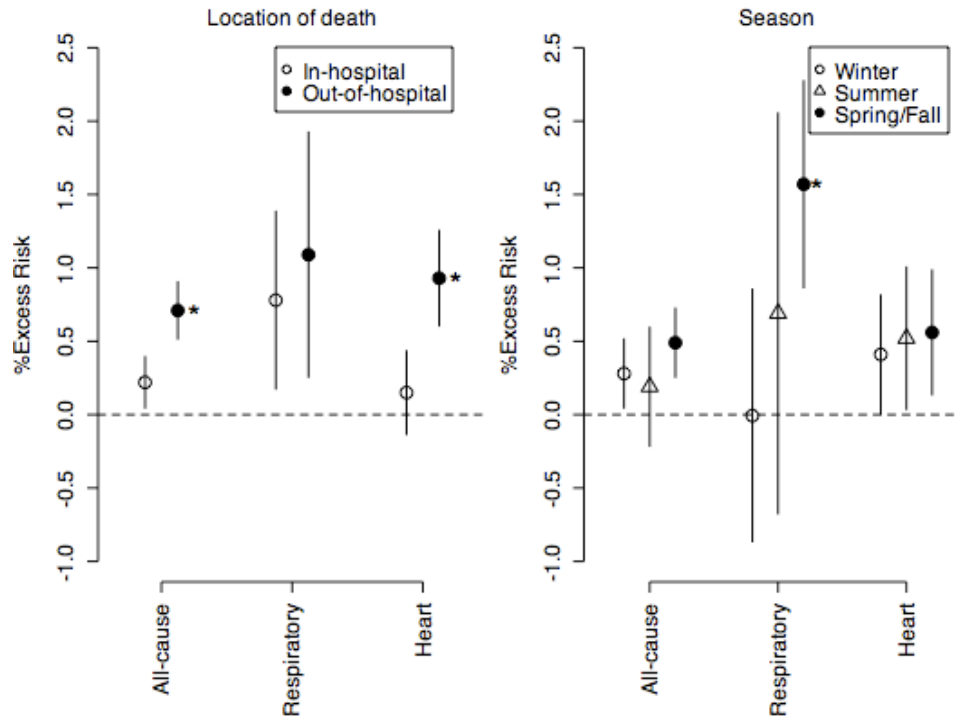 Location of death
In-hospital
Out-of-hospital
%Excess Risk
2.5
2.0
1.5
1.0
0.5
0.0
-0.5
-1.0
*
*
All-cause
Respiratory
Heart
Season
Winter
Summer
Spring/Fall
%Excess Risk
2.5
2.0
1.5
1.0
0.5
0.0
-0.5
-1.0
*
All-cause
Respiratory
Heart